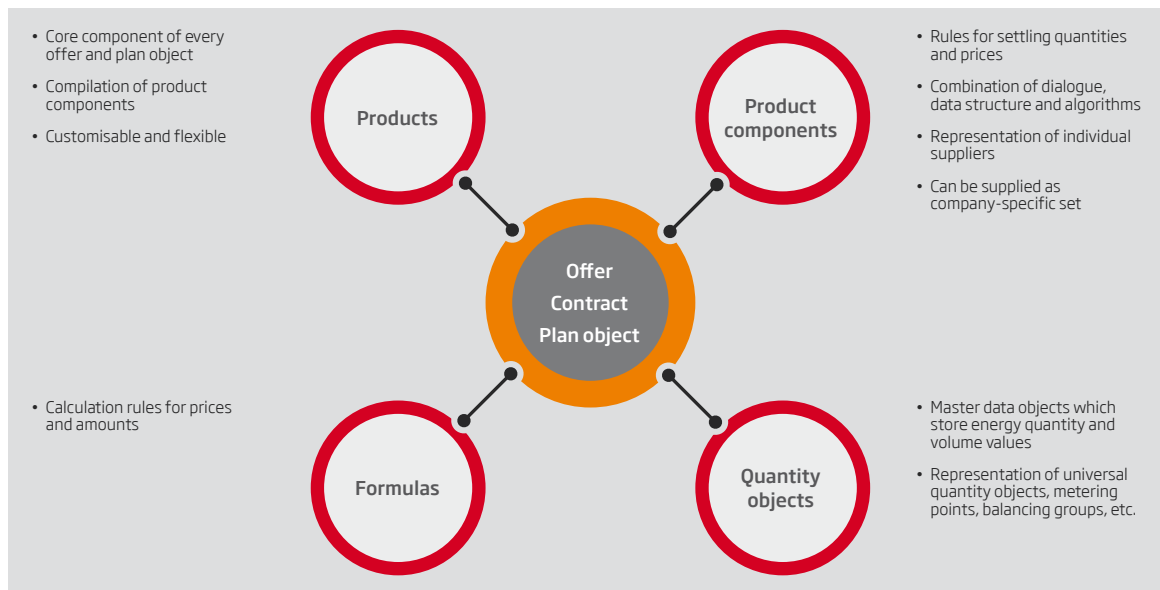 • Core component of every
offer and plan object
• Compilation of product
components
• Customisable and flexible
Products
Product
components
• Rules for settling quantities
and prices
• Combination of dialogue,
data structure and algorithms
• Representation of individual
suppliers
• Can be supplied as
company-specific set
Offer
Contract
Plan object
• Calculation rules for prices
and amounts
Formulas
Quantity
objects
• Master data objects which
store energy quantity and
volume values
• Representation of universal
quantity objects, metering
points, balancing groups, etc.